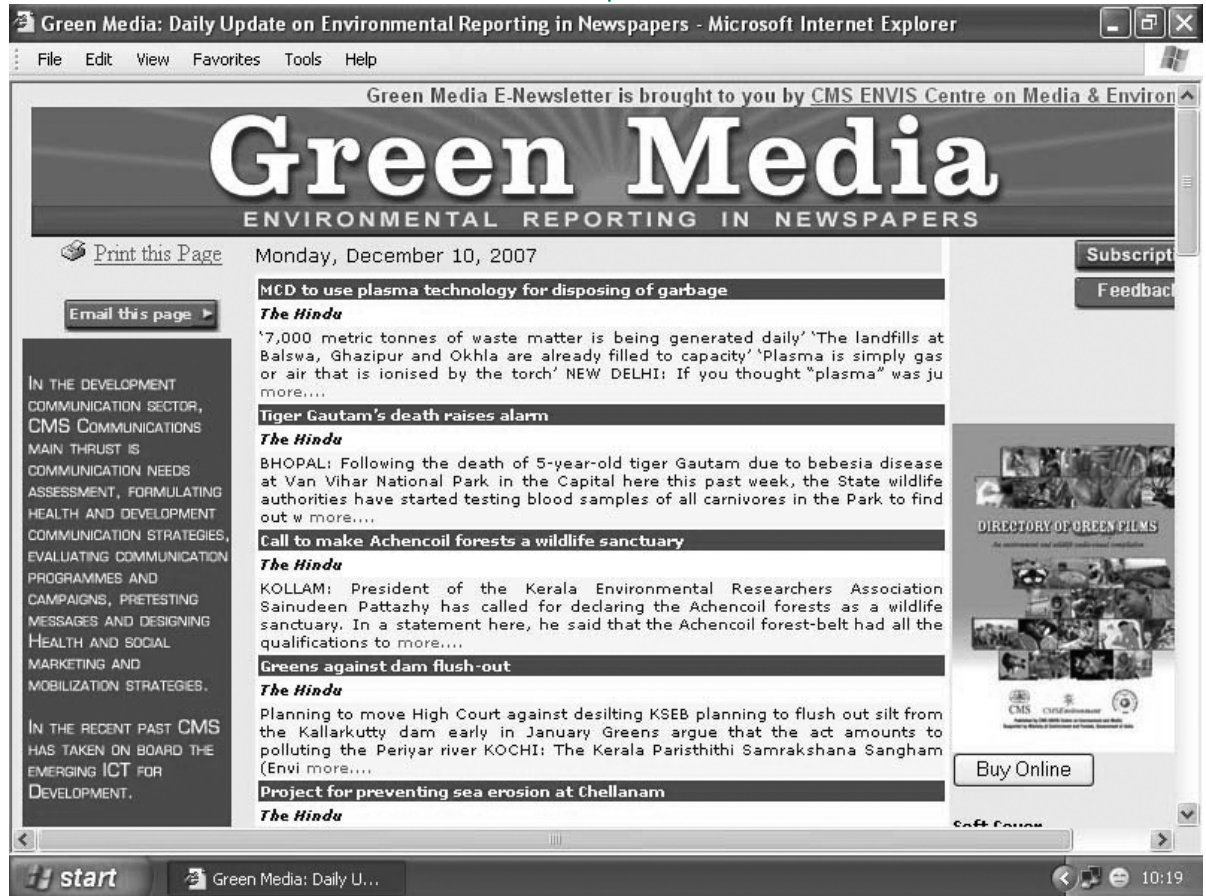 Green Media: Daily Update on Environmental Reporting in Newspapers - Microsoft Internet Explorer
File Edit View Favorites Tools Help
Green Media E-Newsletter is brought to you by CMS ENVIS Centre on Media & Environ
Green Media
ENVIRONMENTAL REPORTING IN NEWSPAPERS
Print this Page
Email this page
IN THE DEVELOPMENT
COMMUNICATION SECTOR,
CMS COMMUNICATIONS
MAIN THRUST IS
COMMUNICATION NEEDS
ASSESSMENT, FORMULATING
HEALTH AND DEVELOPMENT
COMMUNICATION STRATEGIES,
EVALUATING COMMUNICATION
PROGRAMMES AND
CAMPAIGNS, PRETESTING
MESSAGES AND DESIGNING
HEALTH AND SOCIAL
MARKETING AND
MOBILIZATION STRATEGIES.
IN THE RECENT PAST CMS
HAS TAKEN ON BOARD THE
EMERGING ICT FOR
DEVELOPMENT.
Monday, December 10, 2007
MCD to use plasma technology for disposing of garbage
The Hindu
‘7,000 metric tonnes of waste matter is being generated daily’ ‘The landfills at
Balswa, Ghazipur and Okhla are already filled to capacity’ ‘Plasma is simply gas
or air that is ionised by the torch’ NEW DELHI: If you thought “plasma” was ju
more....
Tiger Gautam’s death raises alarm
The Hindu
BHOPAL: Following the death of 5-year-old tiger Gautam due to bebesia disease
at Van Vihar National Park in the Capital here this past week, the State wildlife
authorities have started testing blood samples of all carnivores in the Park to find
out w more....
Call to make Achencoil forests a wildlife sanctuary
The Hindu
KOLLAM: President of the Kerala Environmental Researchers Association
Sainudeen Pattazhy has called for declaring the Achencoil forests as a wildlife
sanctuary. In a statement here, he said that the Achencoil forest-belt had all the
qualifications to more....
Greens against dam flush-out
The Hindu
Planning to move High Court against desilting KSEB planning to flush out silt from
the Kallarkutty dam early in January Greens argue that the act amounts to
polluting the Periyar river KOCHI: The Kerala Paristhithi Samrakshana Sangham
(Envi more....
Project for preventing sea erosion at Chellanam
The Hindu
Subscripti
Feedbac
DIRECTORY OF GREEN FILMS
An environment and wildlife audio-visual compilation
CMS CMS Environment
Buy Online
Soft Cover
start
Green Media: Daily U...
10:19